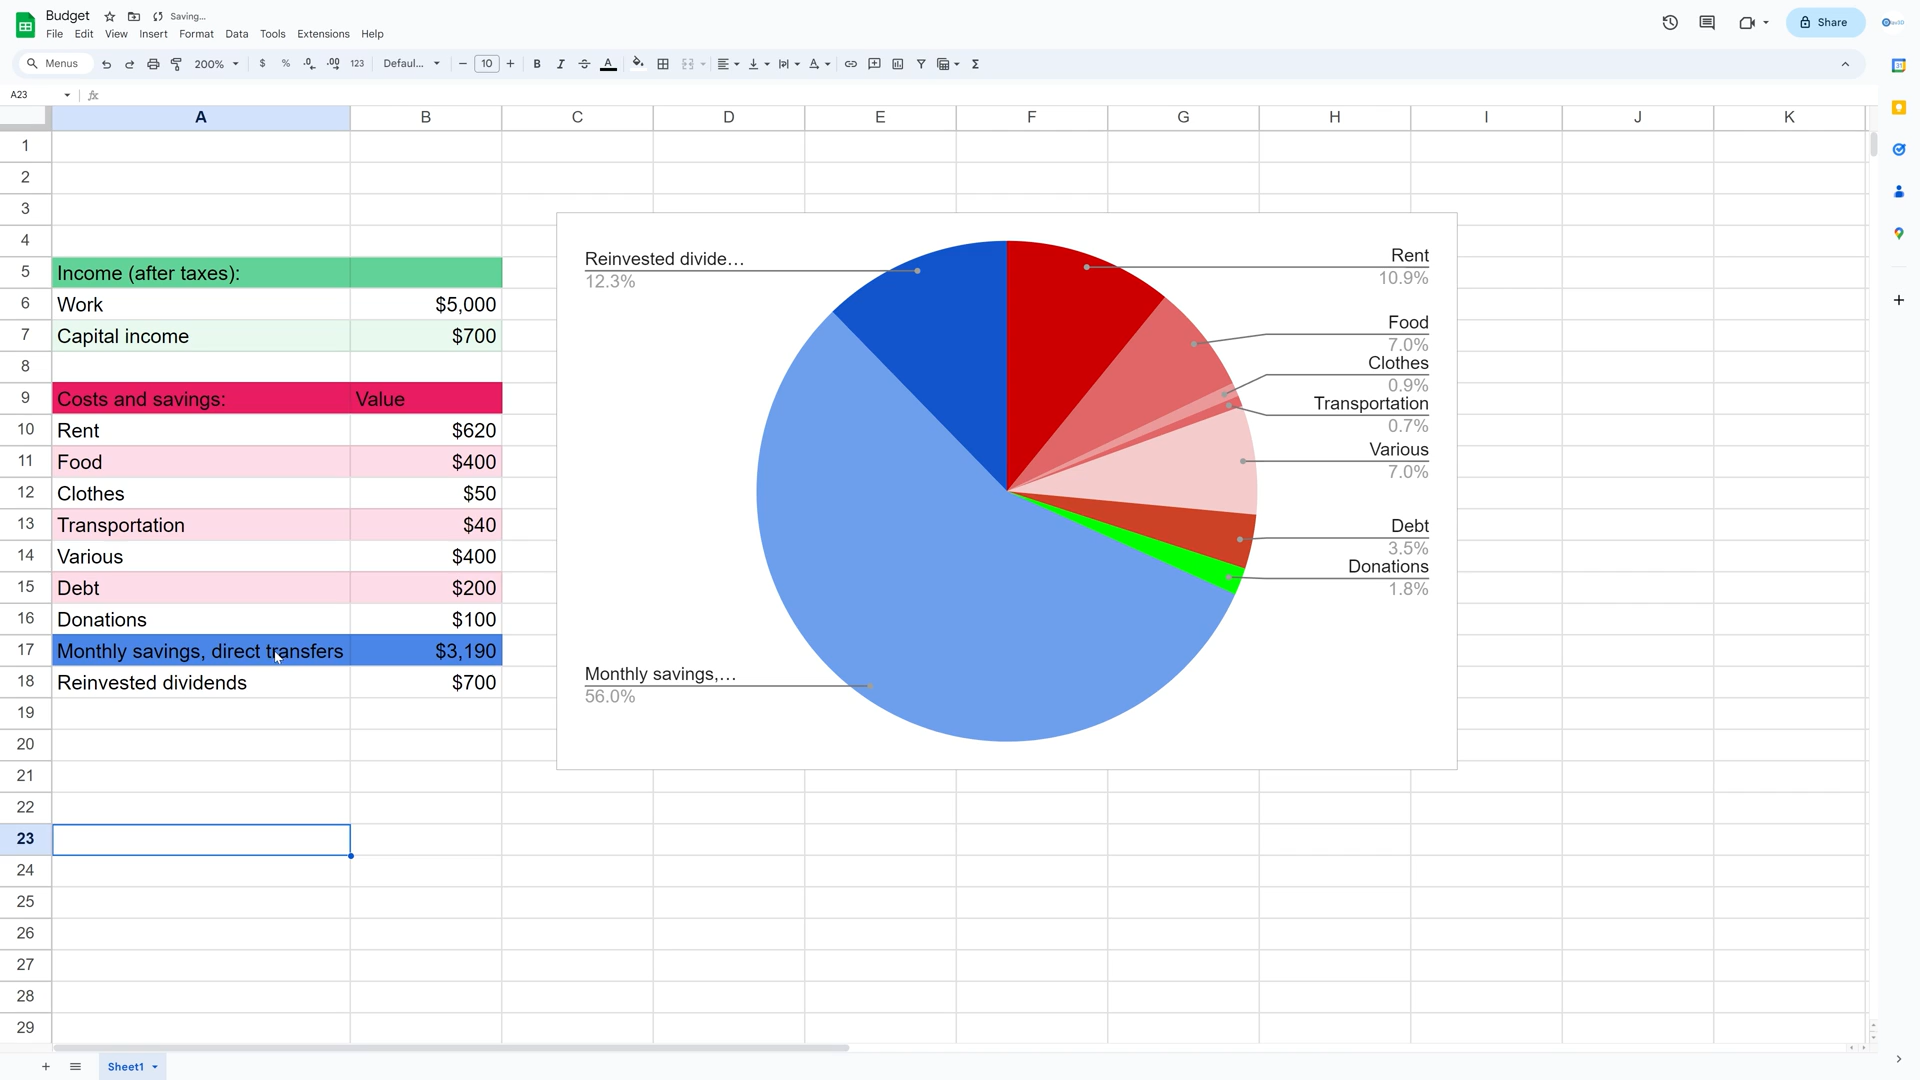 Budget Saving...
File Edit View Insert Format Data Tools Extensions Help
Share
Menus 200% $ % .0 .00 123 Defaul... 10 B I S A
A23 fx
A B C D E F G H I J K
1
2
3
4
5 Income (after taxes):
6 Work $5,000
7 Capital income $700
8
9 Costs and savings: Value
10 Rent $620
11 Food $400
12 Clothes $50
13 Transportation $40
14 Various $400
15 Debt $200
16 Donations $100
17 Monthly savings, direct transfers $3,190
18 Reinvested dividends $700
19
20
21
22
23
24
25
26
27
28
29
Reinvested divide...
12.3%
Monthly savings,...
56.0%
Rent
10.9%
Food
7.0%
Clothes
0.9%
Transportation
0.7%
Various
7.0%
Debt
3.5%
Donations
1.8%
Sheet1